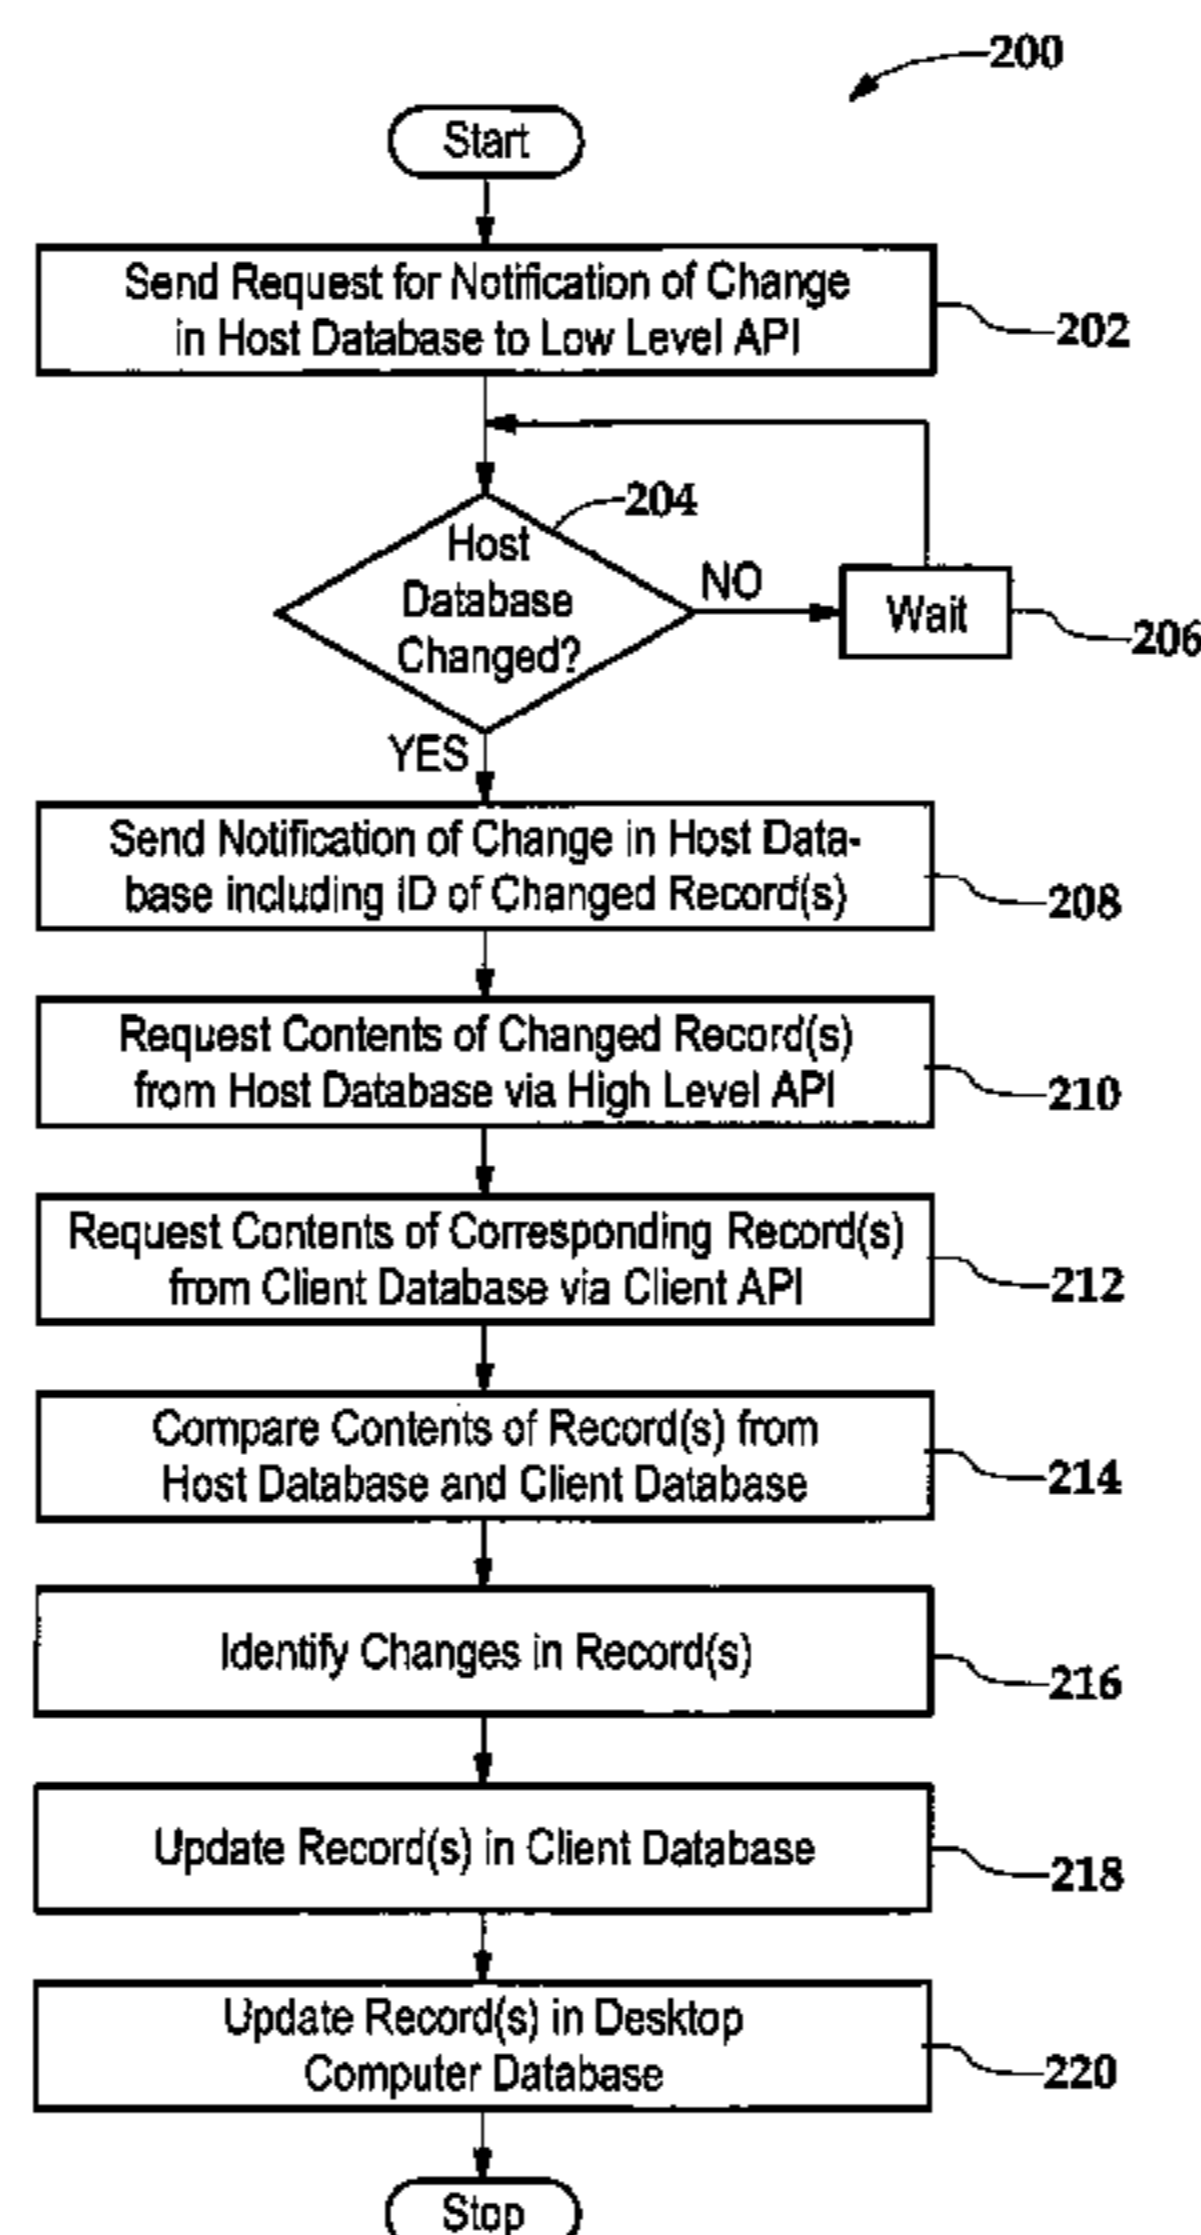 200
Start
Send Request for Notification of Change
in Host Database to Low Level API
202
204
Host
Database
Changed?
NO
Wait
206
YES
Send Notification of Change in Host Data-
base including ID of Changed Record(s)
208
Request Contents of Changed Record(s)
from Host Database via High Level API
210
Request Contents of Corresponding Record(s)
from Client Database via Client API
212
Compare Contents of Record(s) from
Host Database and Client Database
214
Identify Changes in Record(s)
216
Update Record(s) in Client Database
218
Update Record(s) in Desktop
Computer Database
220
Stop